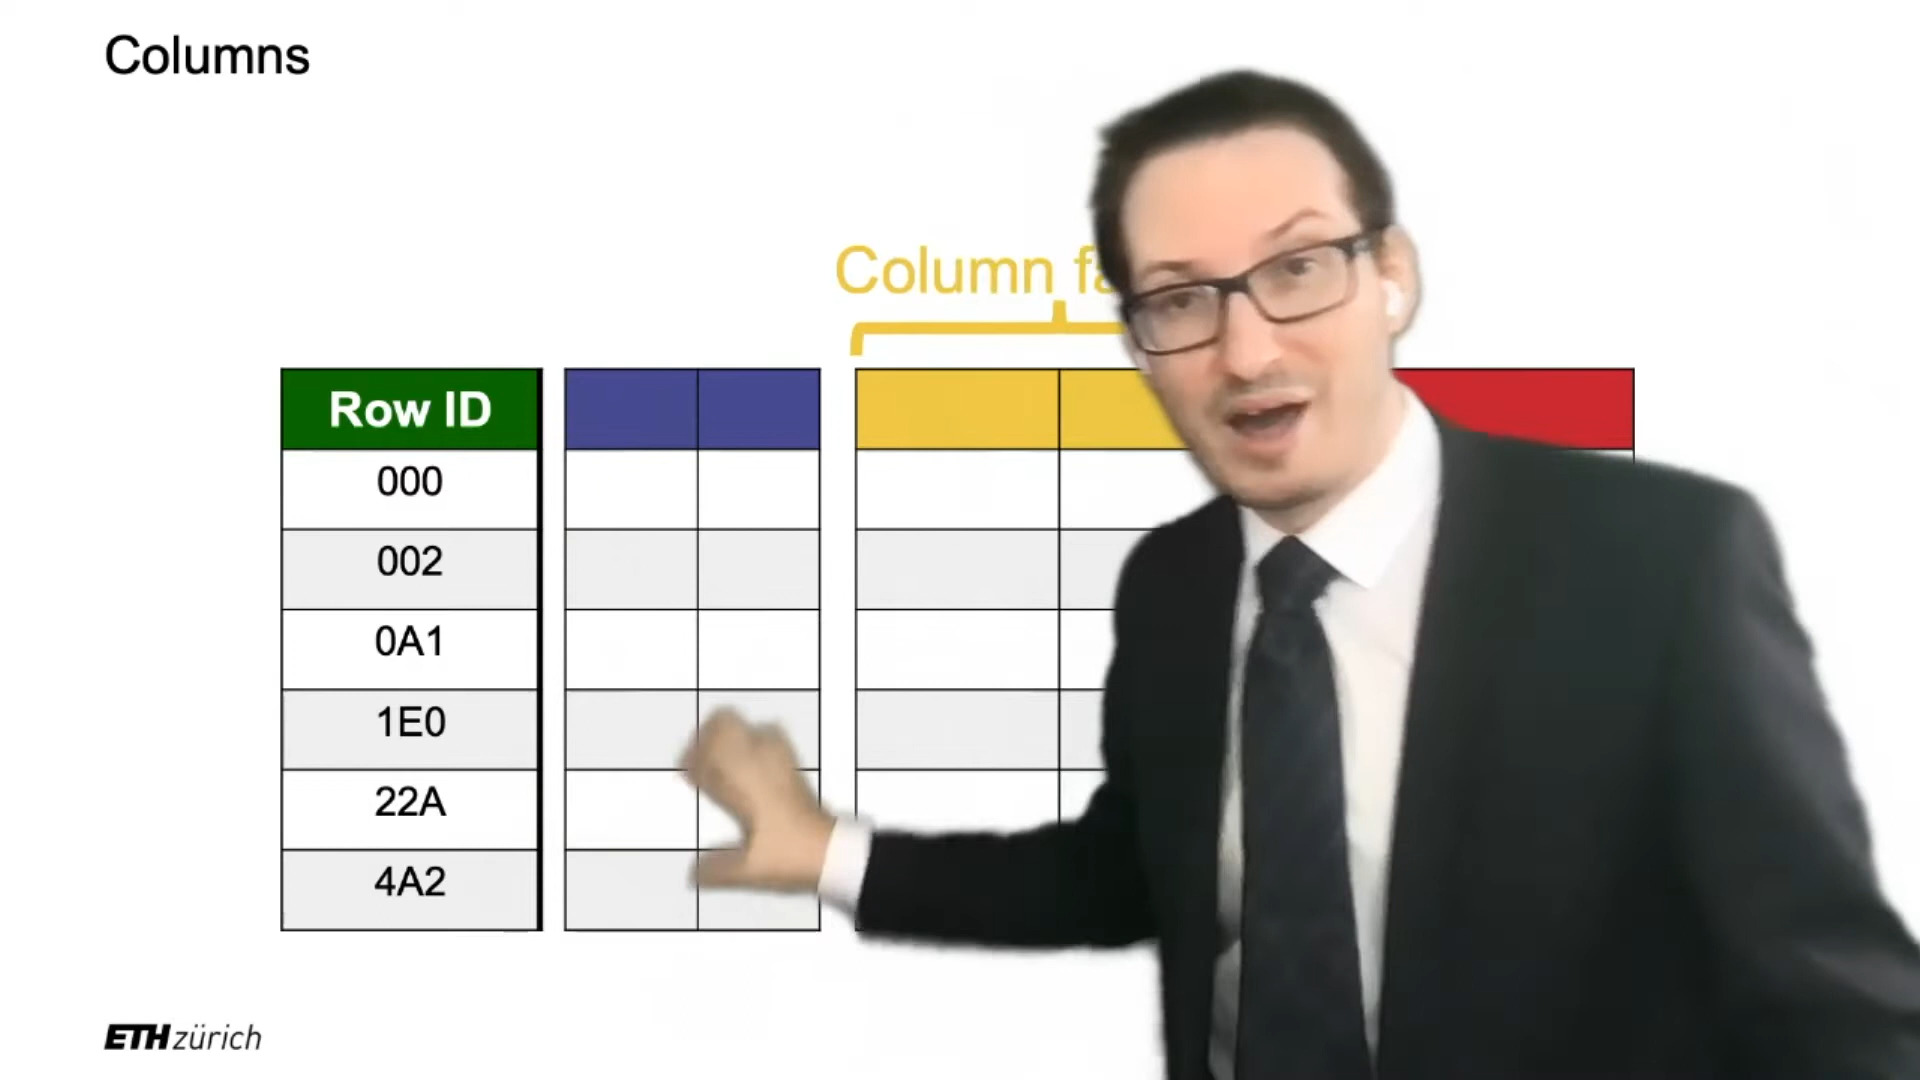 Columns
Column
Row ID
000
002
0A1
1E0
22A
4A2
ETH zürich